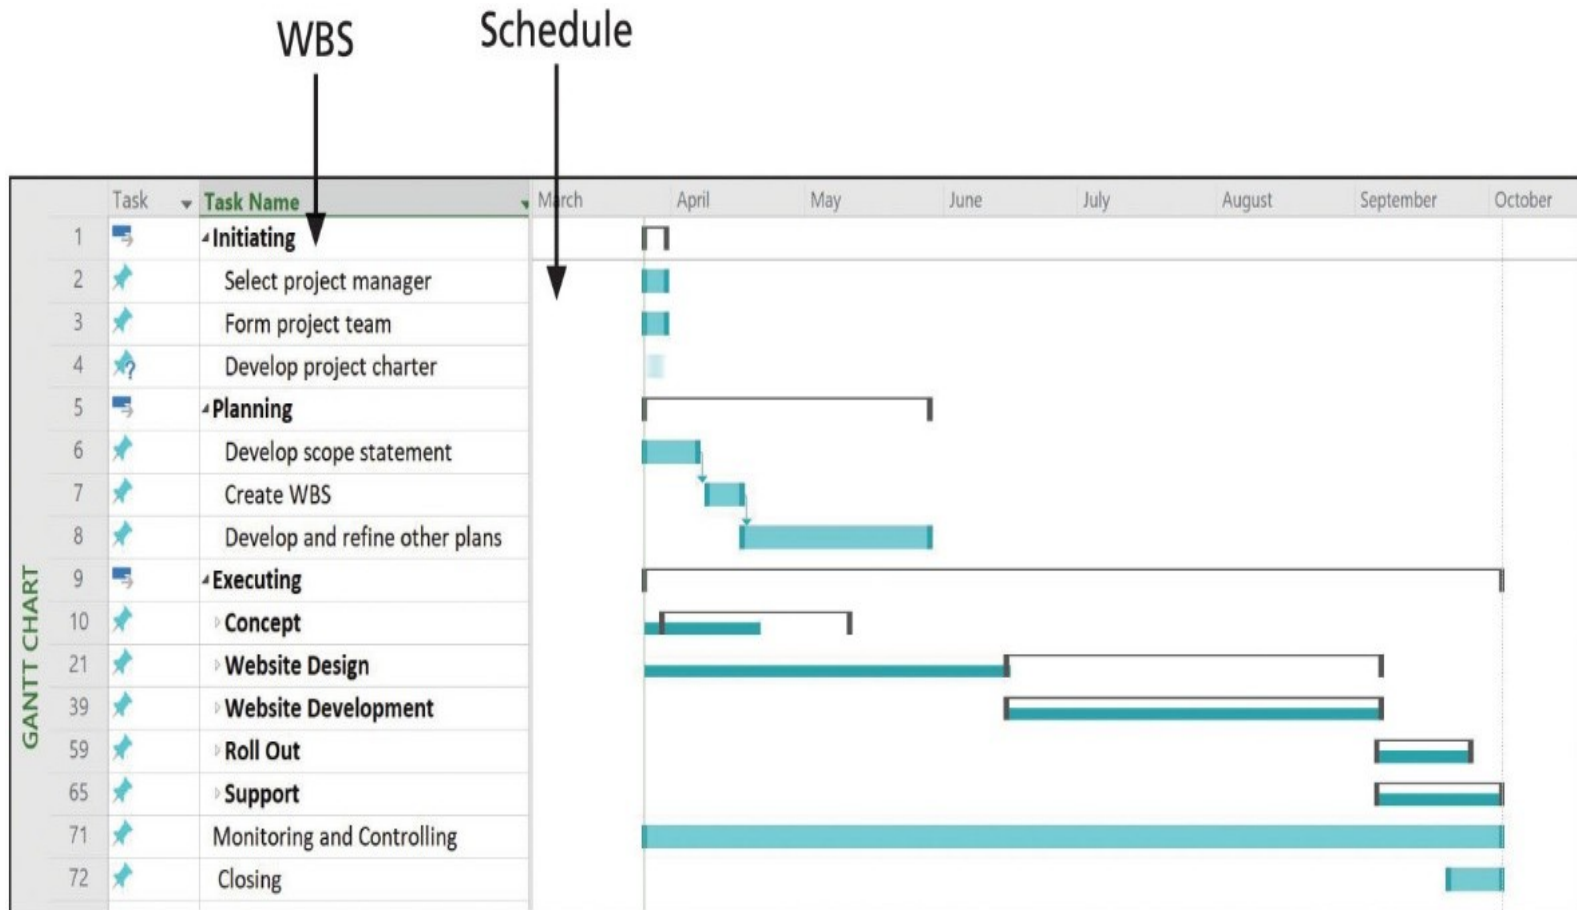 WBS
Schedule
Task Task Name March April May June July August September October
1 Initiating
2 Select project manager
3 Form project team
4 Develop project charter
5 Planning
6 Develop scope statement
7 Create WBS
8 Develop and refine other plans
9 Executing
10 Concept
21 Website Design
39 Website Development
59 Roll Out
65 Support
71 Monitoring and Controlling
72 Closing
GANTT CHART